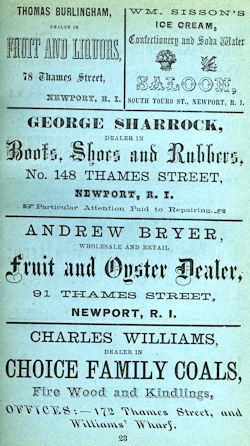 THOMAS BURLINGHAM,
DEALER IN
FRUIT AND LIQUORS,
78 Thames Street,
NEWPORT, R. I.
WM. SISSON'S
ICE CREAM,
Confectionery and Soda Water
SALOON,
SOUTH TOURO ST., NEWPORT, R. I.
GEORGE SHARROCK,
DEALER IN
Boots, Shoes and Rubbers,
No. 148 THAMES STREET,
NEWPORT, R. I.
Particular Attention Paid to Repairing.
ANDREW BRYER,
WHOLESALE AND RETAIL
Fruit and Oyster Dealer,
91 THAMES STREET,
NEWPORT, R. I.
CHARLES WILLIAMS,
DEALER IN
CHOICE FAMILY COALS,
Fire Wood and Kindlings,
OFFICES:—172 Thames Street, and
Williams' Wharf.
23